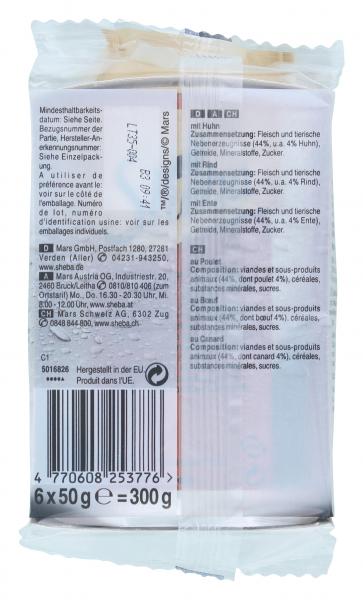 Mindesthaltbarkeits-
datum: Siehe Seite.
Bezugsnummer der
Partie, Hersteller-An-
erkennungsnummer:
Siehe Einzelpack-
ung.
A utiliser de
préférence avant le:
voir sur le côté de
l'emballage. Numéro
de lot, numéro
d'identification usine: voir sur les
emballages individuels.
D Mars GmbH, Postfach 1280, 27281
Verden (Aller) 04231-943250,
www.sheba.de
A Mars Austria OG, Industriestr. 20,
2460 Bruck/Leitha 0810/810 406 (zum
Ortstarif) Mo. - Do. 16.30 - 20.30 Uhr, Mi.
8.00 - 12.00 Uhr, www.sheba.at
CH Mars Schweiz AG, 6302 Zug
0848 844 800, www.sheba.ch
C1
5016826
Hergestellt in der EU.
Produit dans l'UE.
4 770608 253776 >
6 x 50 g ℮ = 300 g
™/®/designs/© Mars
D A CH
mit Huhn
Zusammensetzung: Fleisch und tierische
Nebenerzeugnisse (44%, u.a. 4% Huhn),
Getreide, Mineralstoffe, Zucker.
mit Rind
Zusammensetzung: Fleisch und tierische
Nebenerzeugnisse (44%, u.a. 4% Rind),
Getreide, Mineralstoffe, Zucker.
mit Ente
Zusammensetzung: Fleisch und tierische
Nebenerzeugnisse (44%, u.a. 4% Ente),
Getreide, Mineralstoffe, Zucker.
CH
au Poulet
Composition: viandes et sous-produits
animaux (44%, dont poulet 4%), céréales,
substances minérales, sucres.
au Bœuf
Composition: viandes et sous-produits
animaux (44%, dont bœuf 4%), céréales,
substances minérales, sucres.
au Canard
Composition: viandes et sous-produits
animaux (44%, dont canard 4%), céréales,
substances minérales, sucres.